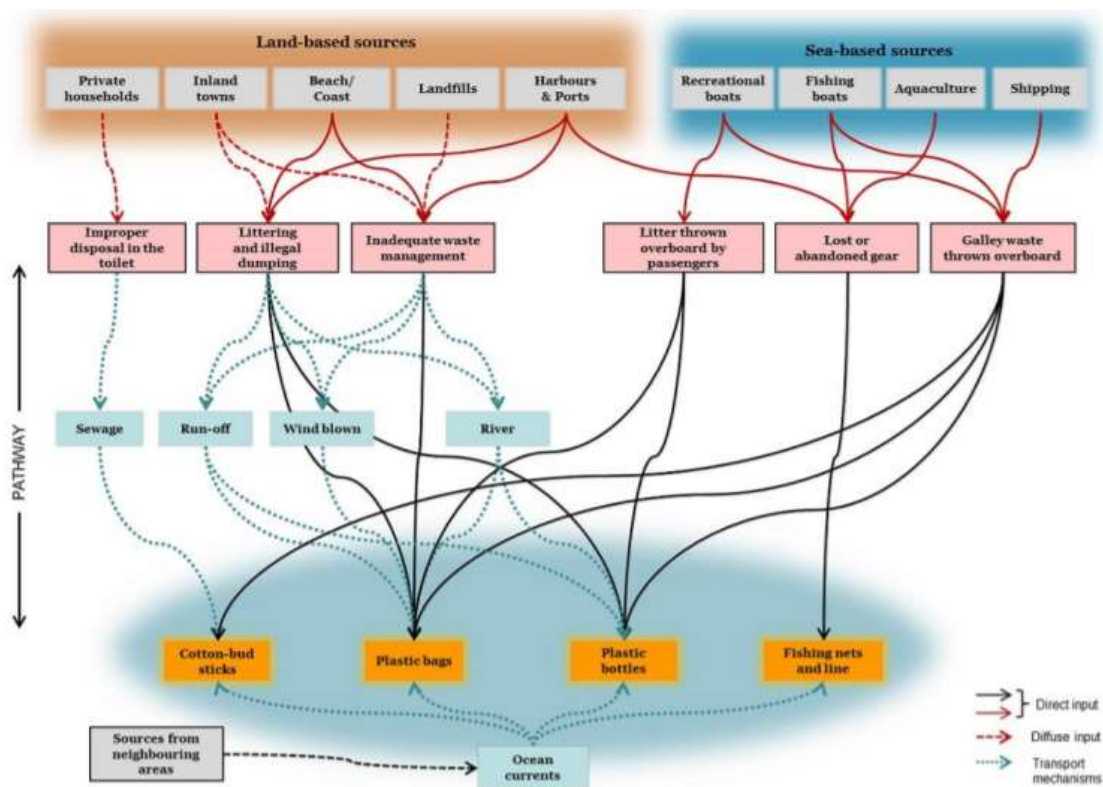 Land-based sources
Sea-based sources
Private
households
Inland
towns
Beach/
Coast
Landfills
Harbours
& Ports
Recreational
boats
Fishing
boats
Aquaculture
Shipping
Improper
disposal in the
toilet
Littering
and illegal
dumping
Inadequate waste
management
Litter thrown
overboard by
passengers
Lost or
abandoned gear
Galley waste
thrown overboard
PATHWAY
Sewage
Run-off
Wind blown
River
Cotton-bud
sticks
Plastic bags
Plastic
bottles
Fishing nets
and line
Sources from
neighbouring
areas
Ocean
currents
Direct input
Diffuse input
Transport
mechanisms